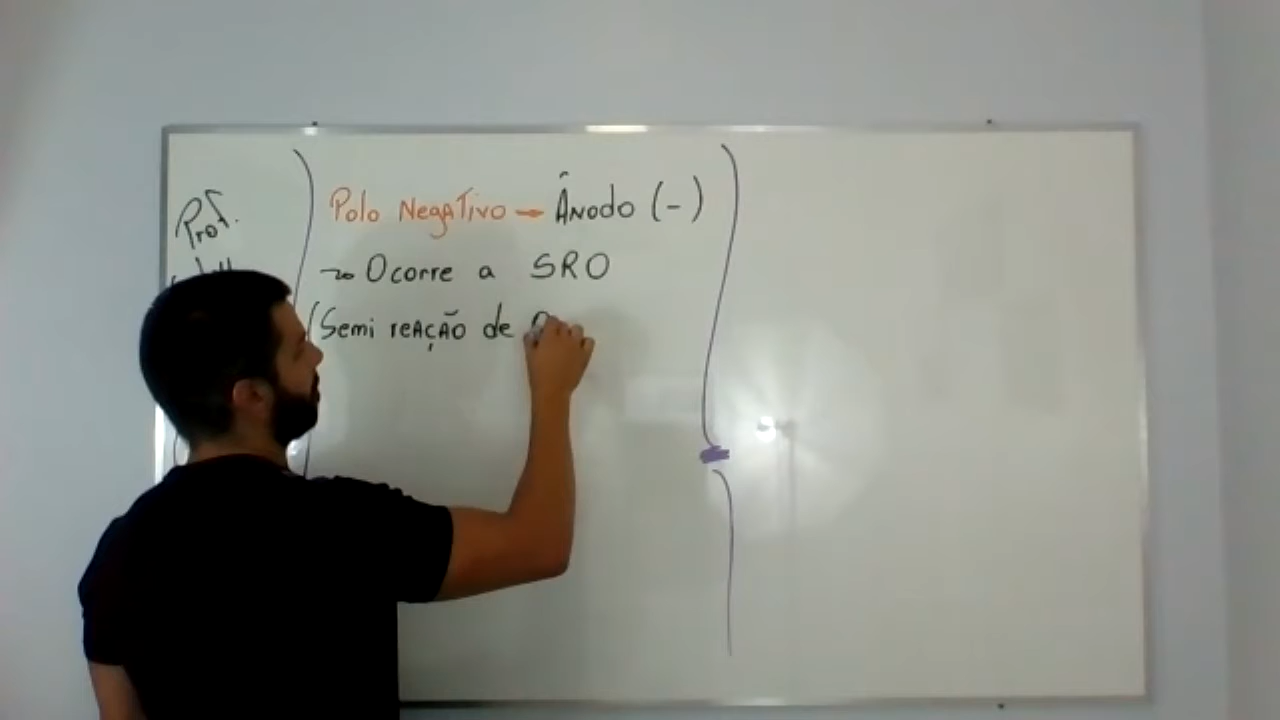 Prof.
Polo Negativo - Ânodo (-)
~ Ocorre a SRO
(Semi reação de